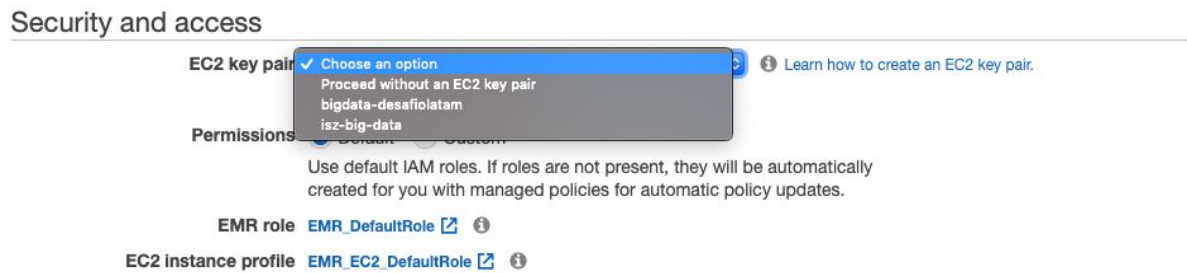 Security and access
EC2 key pair ✓ Choose an option Learn how to create an EC2 key pair.
Proceed without an EC2 key pair
bigdata-desafiolatam
isz-big-data
Permissions Default Custom
Use default IAM roles. If roles are not present, they will be automatically
created for you with managed policies for automatic policy updates.
EMR role EMR_DefaultRole
EC2 instance profile EMR_EC2_DefaultRole